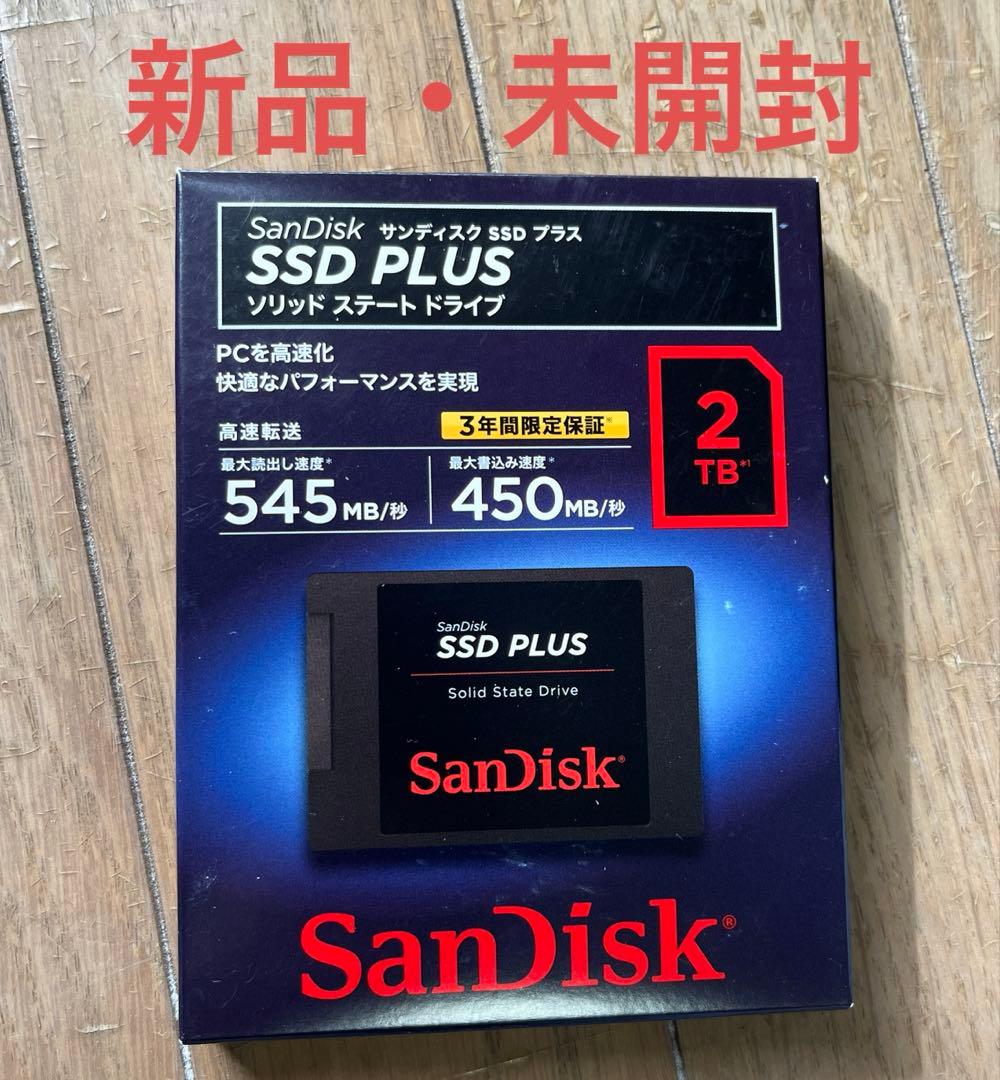 新品・未開封
SanDisk サンディスク SSD プラス
SSD PLUS
ソリッド ステート ドライブ
PCを高速化
快適なパフォーマンスを実現
高速転送
3年間限定保証※
最大読出し速度*
545MB/秒
最大書込み速度*
450MB/秒
2
TB*1
SanDisk
SSD PLUS
Solid State Drive
SanDisk®
SanDisk®